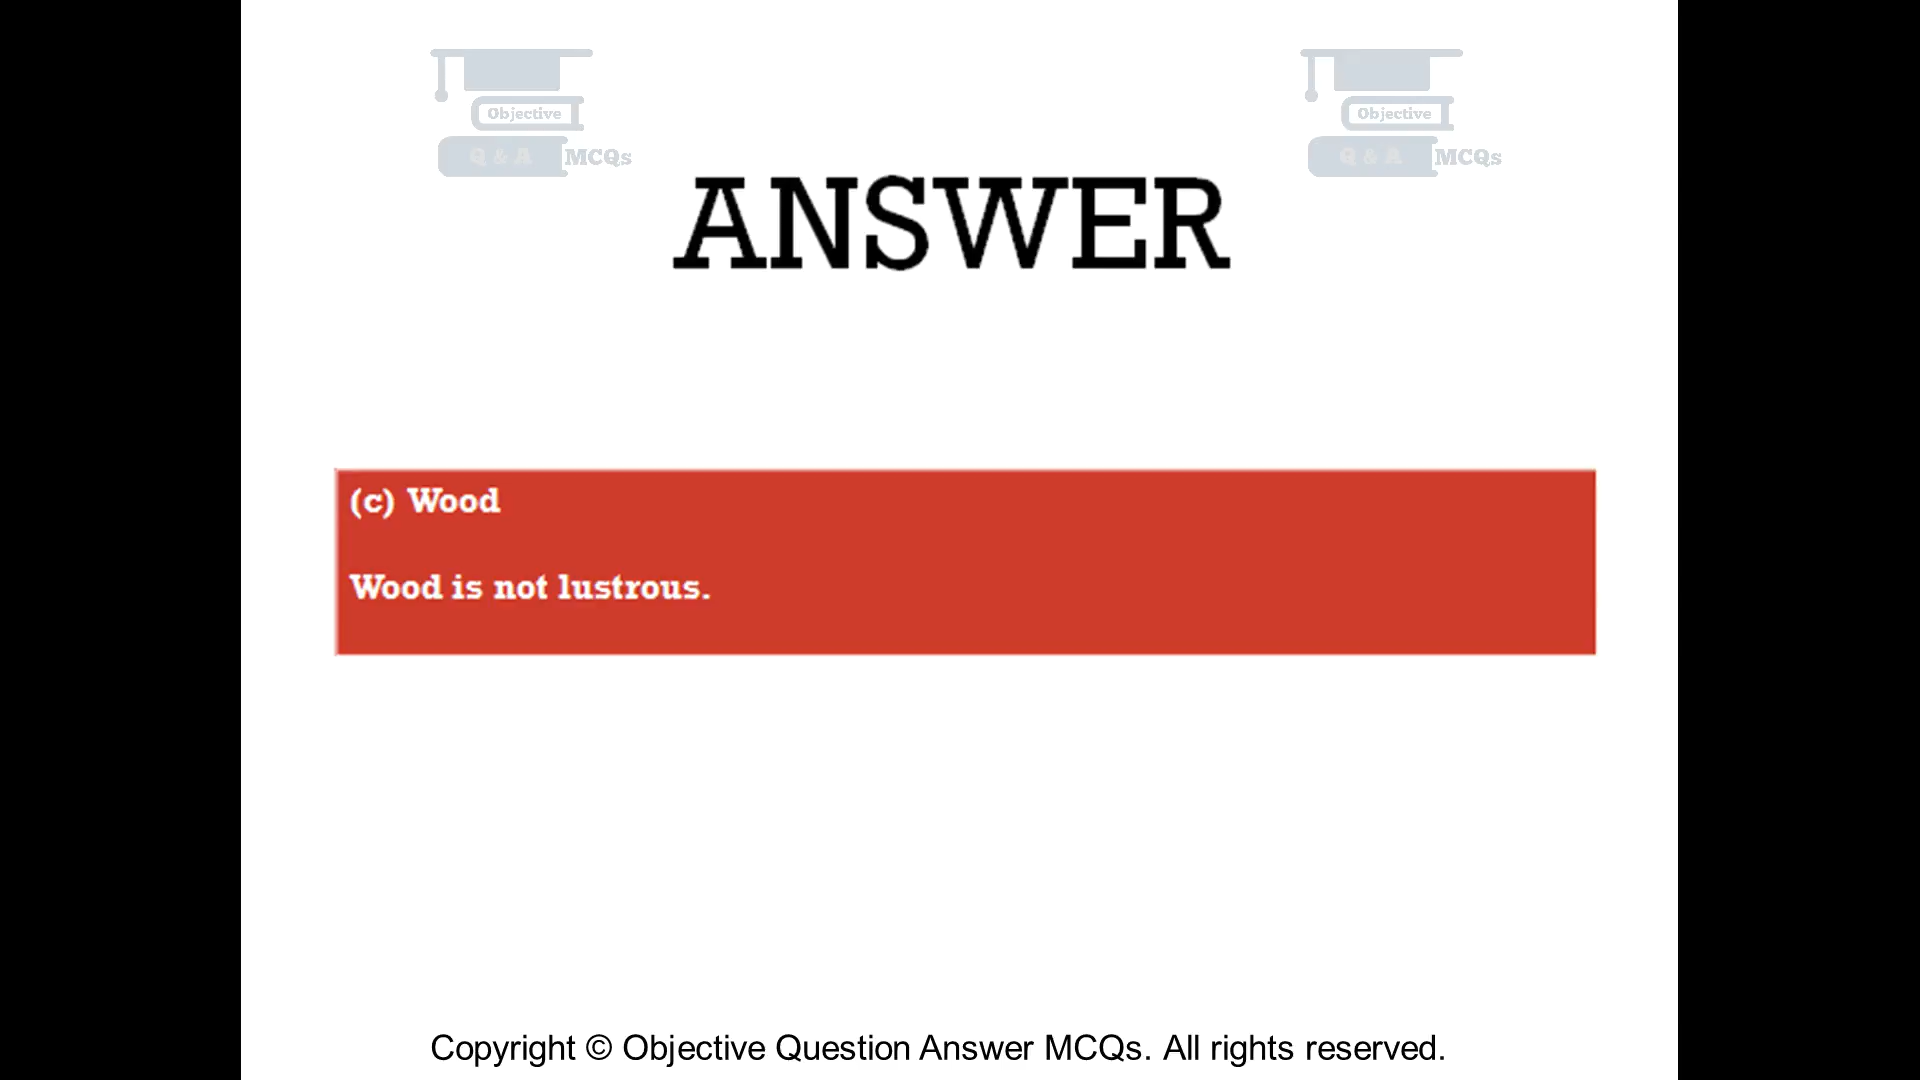 Objective
Q & A MCQs
Objective
Q & A MCQs
ANSWER
(c) Wood
Wood is not lustrous.
Copyright © Objective Question Answer MCQs. All rights reserved.